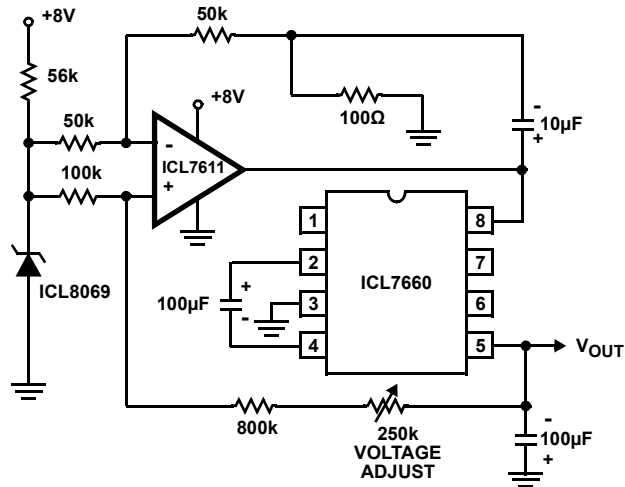 +8V
50k
56k
+8V
50k
100Ω
10µF
-
+
-
ICL7611
+
100k
ICL8069
1
8
2
7
ICL7660
100µF
+
-
3
6
4
5
VOUT
800k
250k
VOLTAGE
ADJUST
-
100µF
+